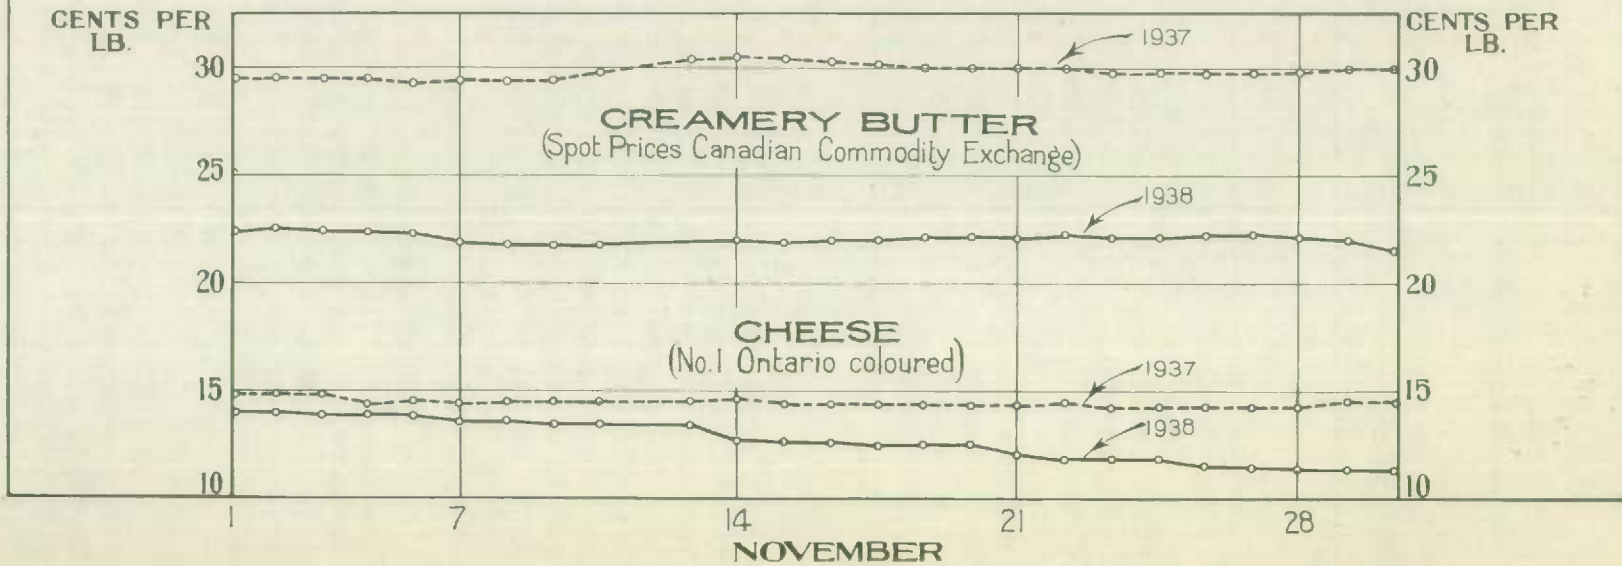 CENTS PER
LB.
CENTS PER
LB.
1937
30
30
CREAMERY BUTTER
(Spot Prices Canadian Commodity Exchange)
25
25
1938
20
20
CHEESE
(No.1 Ontario coloured)
1937
15
15
1938
10
10
1
7
14
21
28
NOVEMBER